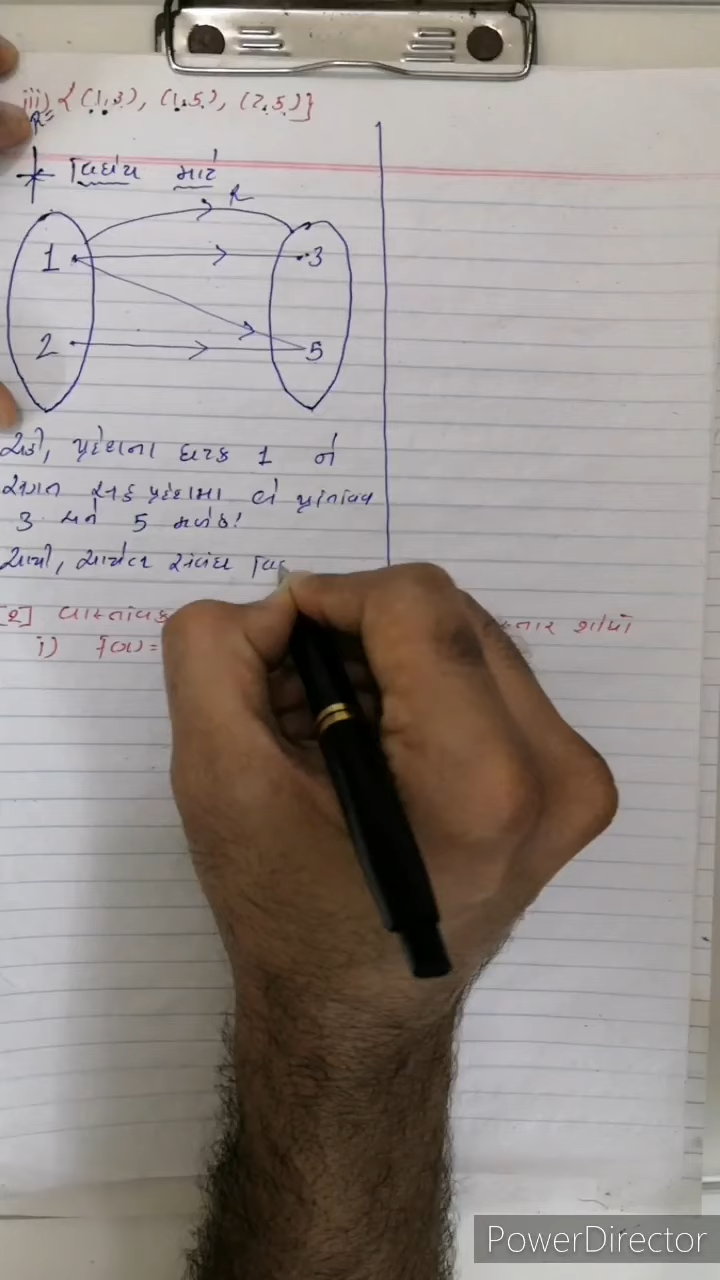 iii) {(1,3), (1,5), (2,5)}
R=
વિધેય માટે
R
1
3
2
5
અહીં, પ્રદેશના ઘટક 1 ને
સમાન સહપ્રદેશમાં બે પ્રતિબિંબ
3 અને 5 મળે છે.
આથી, આપેલ સંબંધ વિ
[2]
i) f(x) =
શોધો
PowerDirector